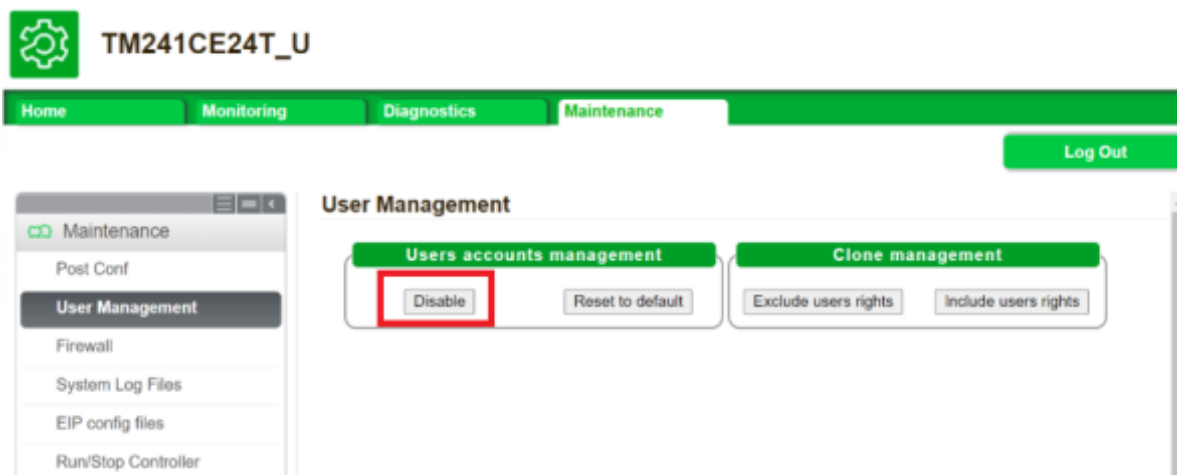 TM241CE24T_U
Home Monitoring Diagnostics Maintenance
Log Out
Maintenance
Post Conf
User Management
Firewall
System Log Files
EIP config files
Run/Stop Controller
User Management
Users accounts management
Disable Reset to default
Clone management
Exclude users rights Include users rights